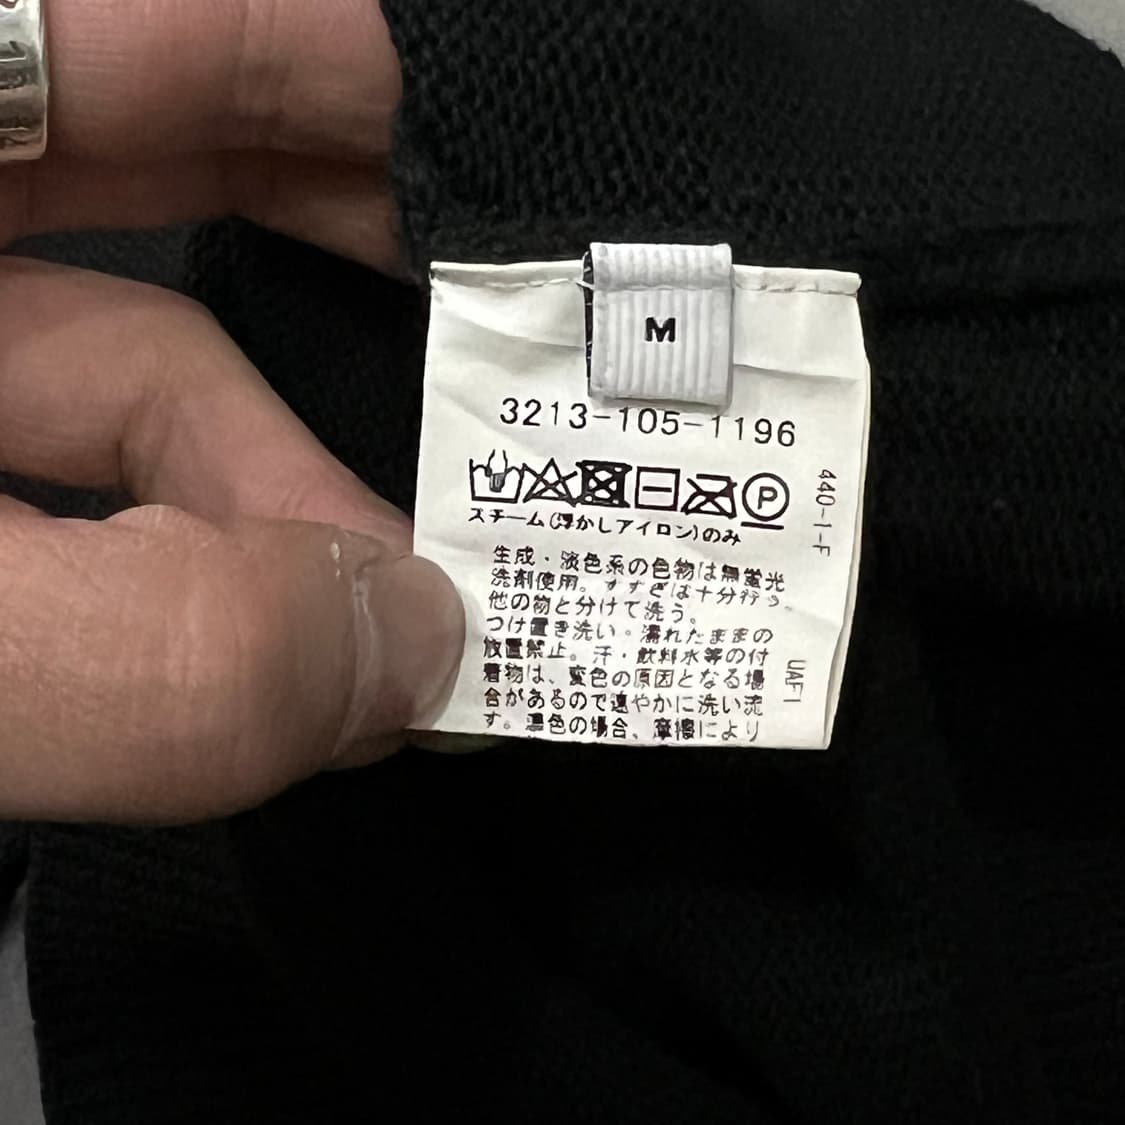 M
3213-105-1196
P
スチーム(浮かしアイロン)のみ
440-1-F
生成・淡色系の色物は無蛍光
洗剤使用。すすぎは十分行う。
他の物と分けて洗う。
つけ置き洗い・濡れたままの
放置禁止。汗・飲料水等の付
着物は、変色の原因となる場
合があるので速やかに洗い流
す。濃色の場合、摩擦により
UAF1